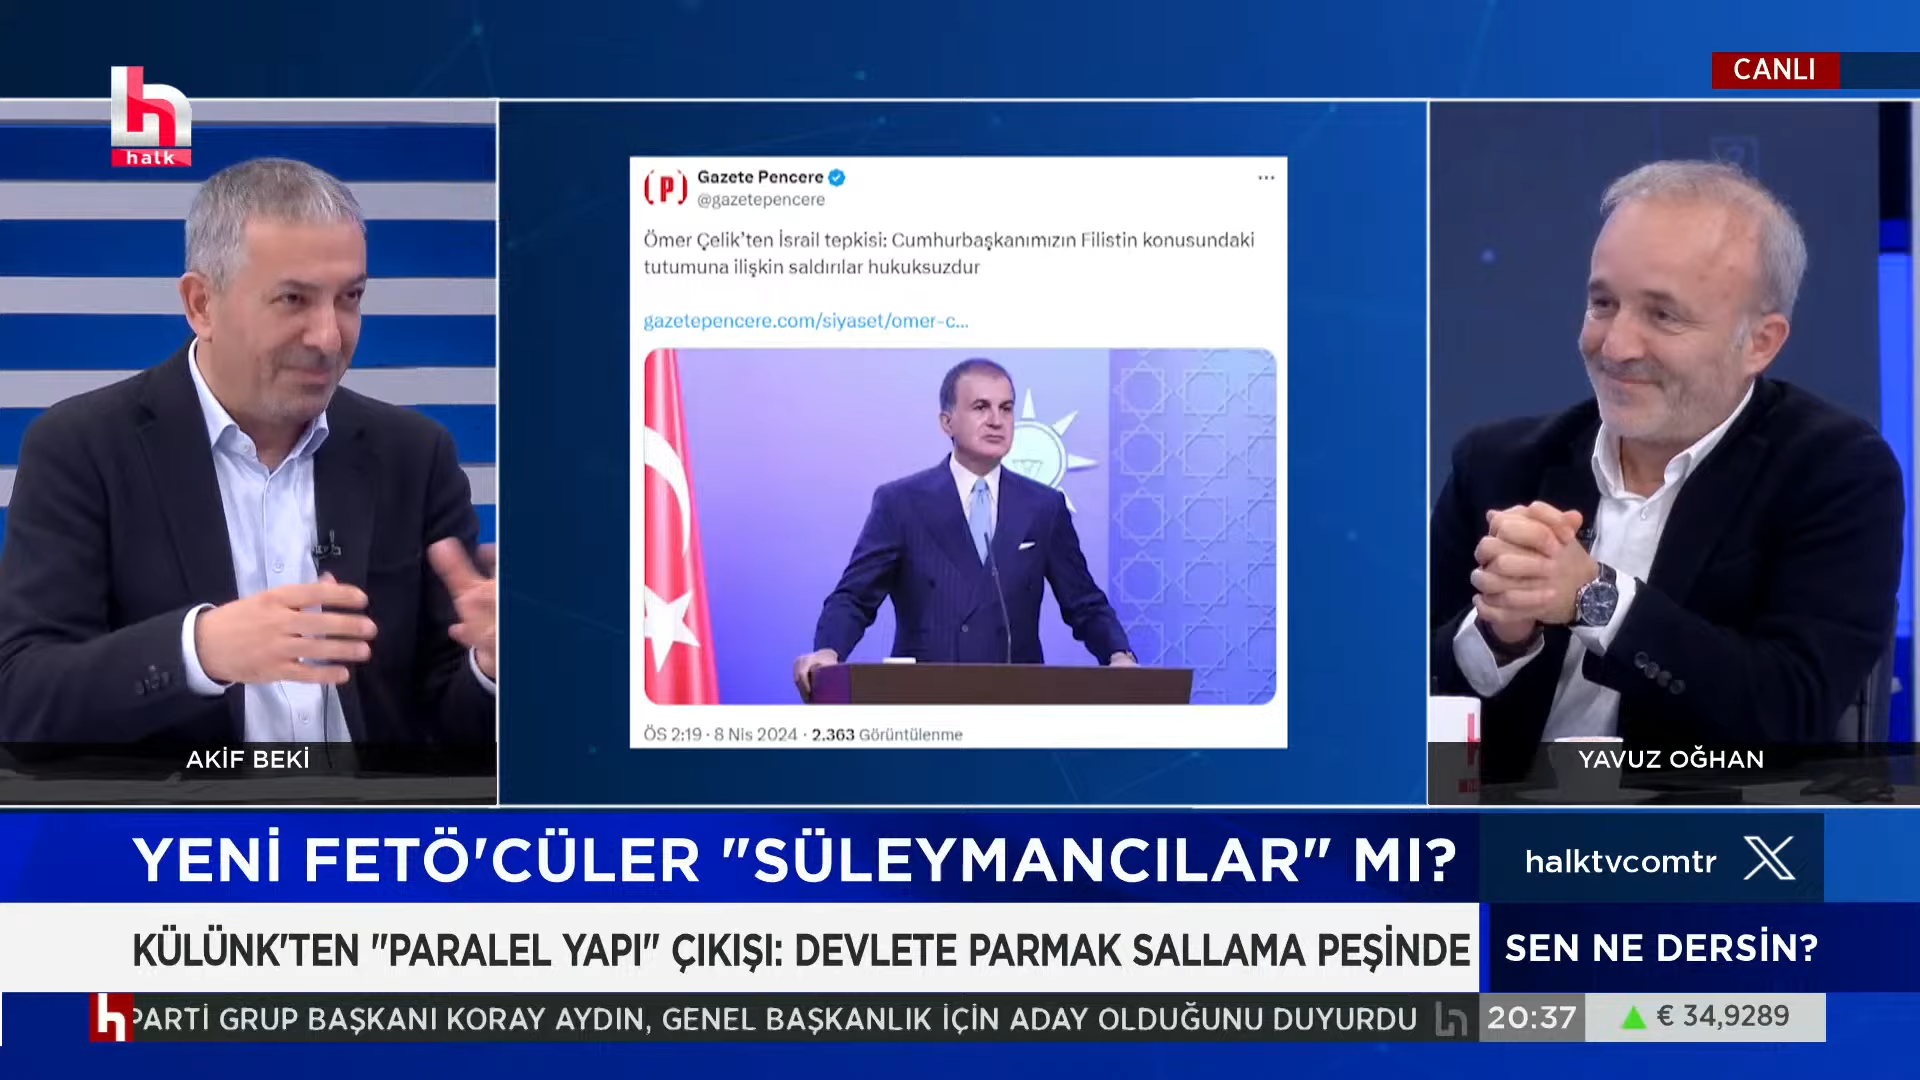 CANLI
h
halk
Gazete Pencere
@gazetepencere
Ömer Çelik'ten İsrail tepkisi: Cumhurbaşkanımızın Filistin konusundaki
tutumuna ilişkin saldırılar hukuksuzdur
gazetepencere.com/siyaset/omer-c...
ÖS 2:19 · 8 Nis 2024 · 2.363 Görüntülenme
AKİF BEKİ
YAVUZ OĞHAN
YENİ FETÖ'CÜLER "SÜLEYMANCILAR" MI?
halktvcomtr X
KÜLÜNK'TEN "PARALEL YAPI" ÇIKIŞI: DEVLETE PARMAK SALLAMA PEŞİNDE
SEN NE DERSİN?
h PARTİ GRUP BAŞKANI KORAY AYDIN, GENEL BAŞKANLIK İÇİN ADAY OLDUĞUNU DUYURDU h 20:37 ▲ € 34,9289